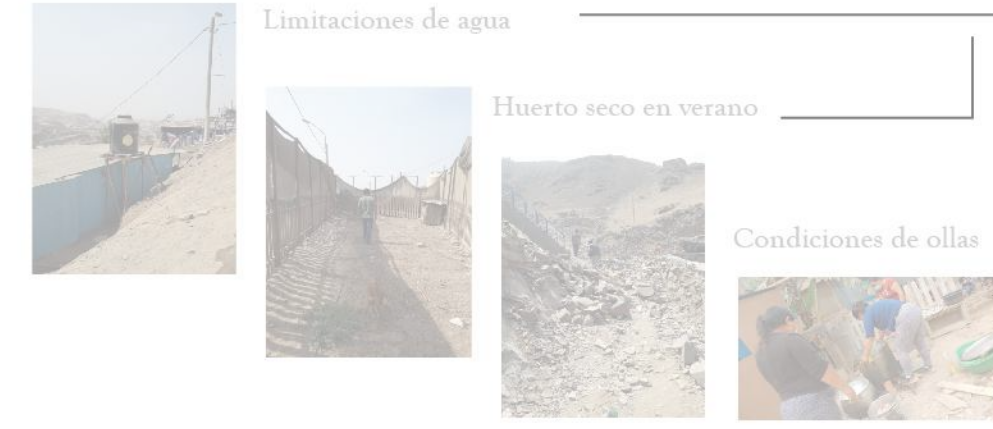 Limitaciones de agua
Huerto seco en verano
Condiciones de ollas